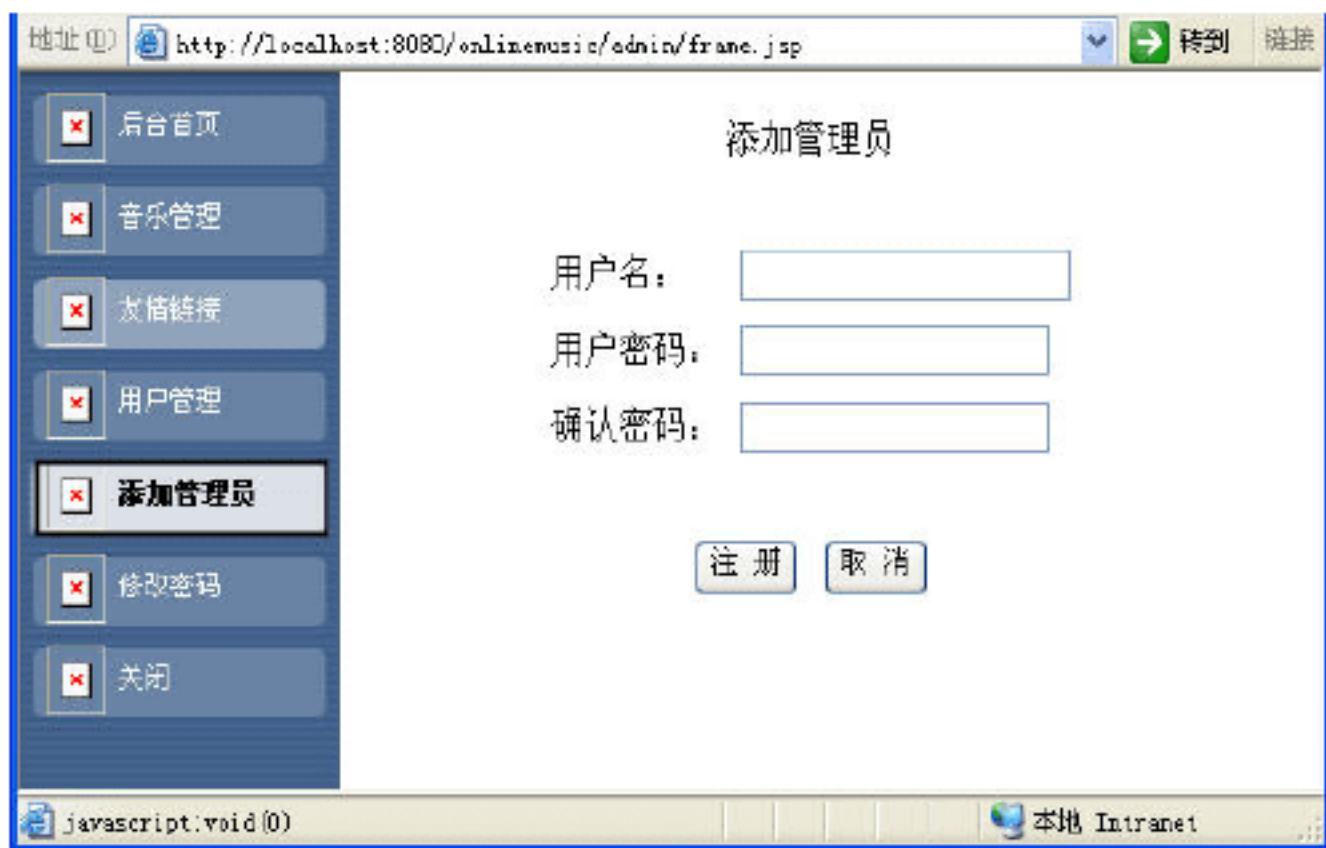 地址(D) http://localhost:8080/onlinemusic/admin/frame.jsp 转到 链接
后台首页
音乐管理
友情链接
用户管理
添加管理员
修改密码
关闭
添加管理员
用户名：
用户密码：
确认密码：
注 册 取 消
javascript:void(0) 本地 Intranet